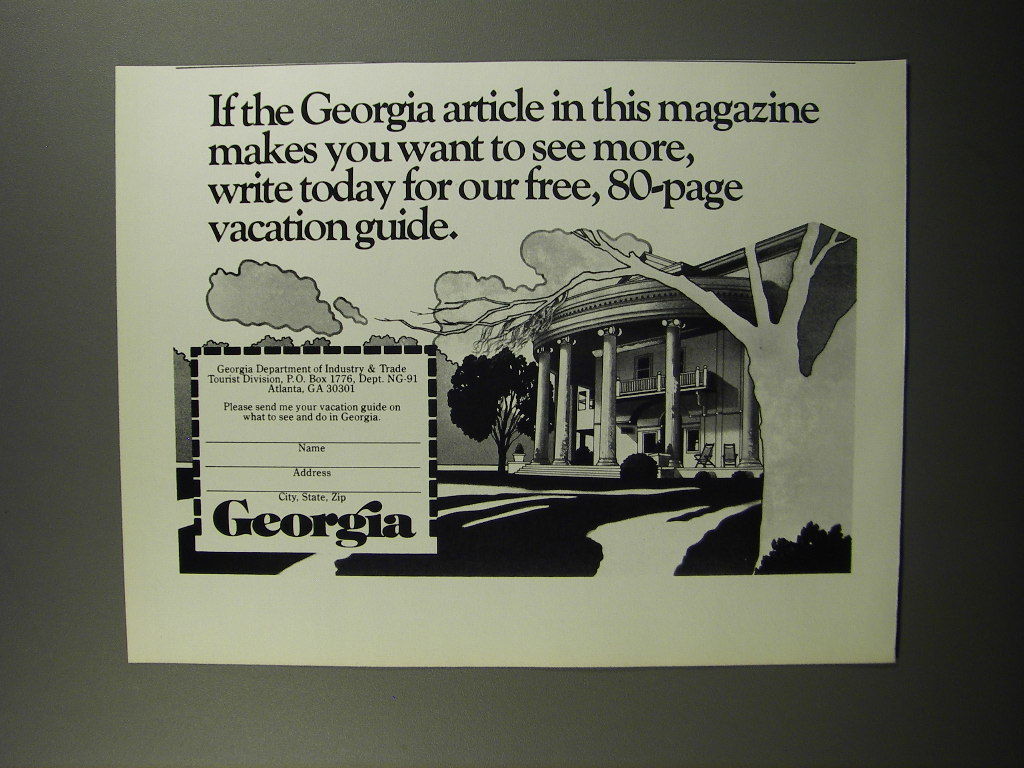 If the Georgia article in this magazine
makes you want to see more,
write today for our free, 80-page
vacation guide.
Georgia Department of Industry & Trade
Tourist Division, P.O. Box 1776, Dept. NG-91
Atlanta, GA 30301
Please send me your vacation guide on
what to see and do in Georgia.
Name
Address
City, State, Zip
Georgia